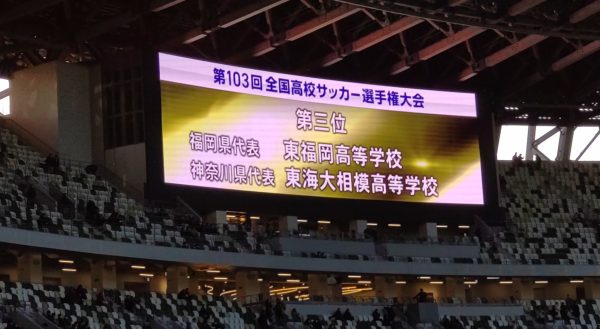 第103回 全国高校サッカー選手権大会
第三位
福岡県代表 東福岡高等学校
神奈川県代表 東海大相模高等学校